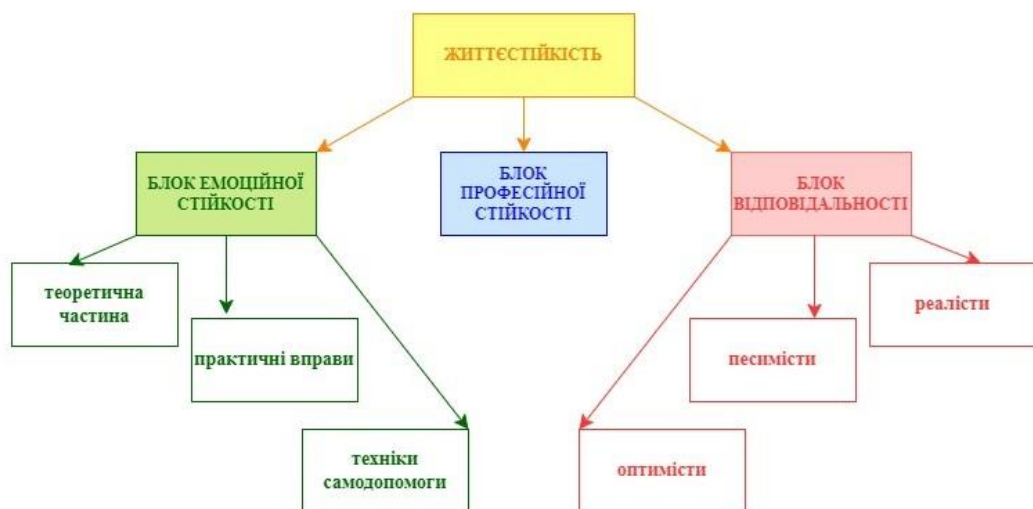 ЖИТТЄСТІЙКІСТЬ
БЛОК ЕМОЦІЙНОЇ
СТІЙКОСТІ
БЛОК
ПРОФЕСІЙНОЇ
СТІЙКОСТІ
БЛОК
ВІДПОВІДАЛЬНОСТІ
теоретична
частина
практичні вправи
техніки
самодопомоги
оптимісти
песимісти
реалісти